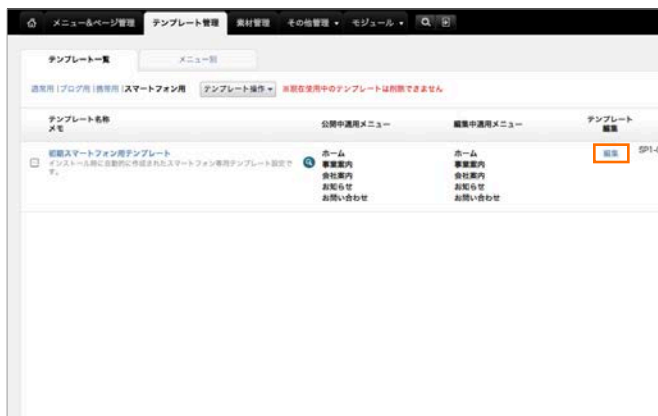 メニュー&ページ管理 テンプレート管理 素材管理 その他管理 モジュール
テンプレート一覧 メニュー別
通常用 | ブログ用 | 携帯用 | スマートフォン用 テンプレート操作 ※現在使用中のテンプレートは削除できません
テンプレート名称
メモ
公開中適用メニュー 編集中適用メニュー テンプレート
編集
初期スマートフォン用テンプレート
インストール時に自動的に作成されたスマートフォン専用テンプレート設定で
す。
ホーム ホーム 編集
事業案内 事業案内
会社案内 会社案内
お知らせ お知らせ
お問い合わせ お問い合わせ